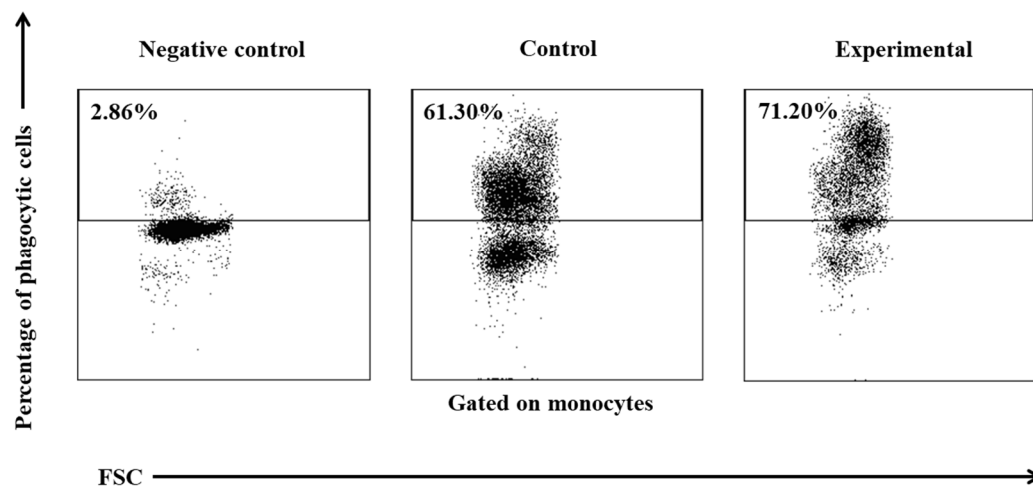 Percentage of phagocytic cells
Negative control
Control
Experimental
2.86%
61.30%
71.20%
Gated on monocytes
FSC